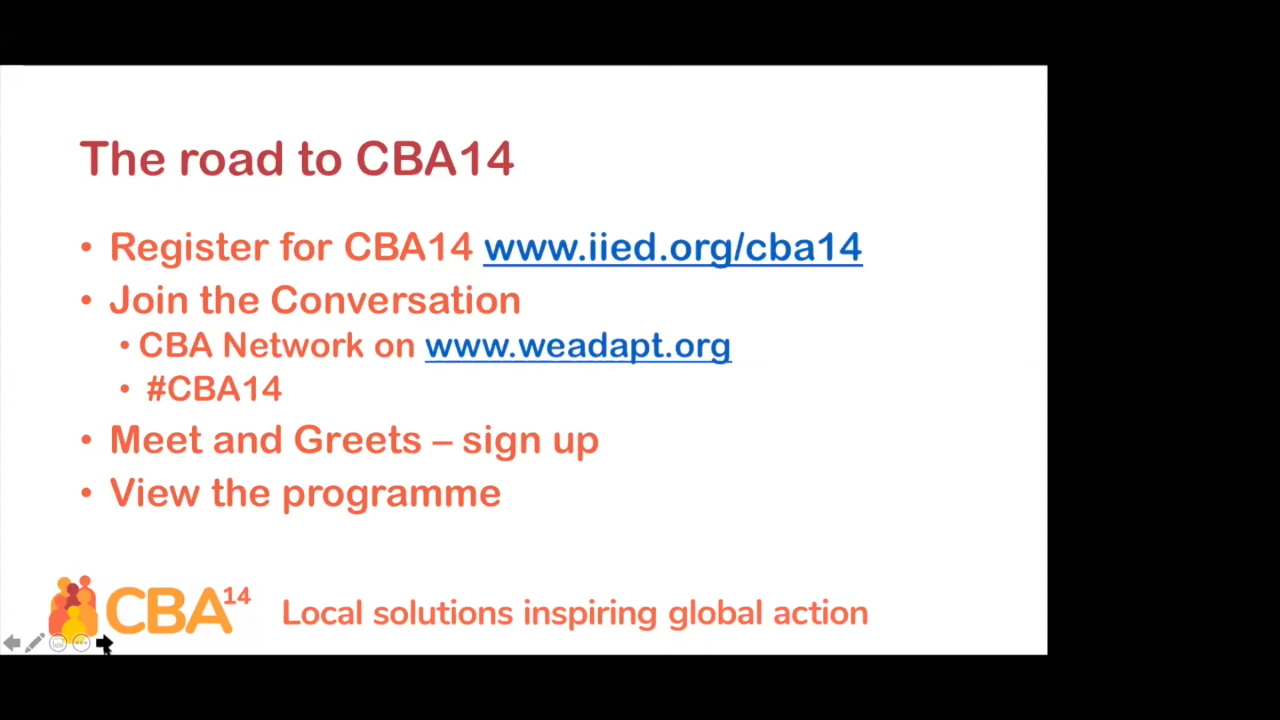 The road to CBA14
• Register for CBA14 www.iied.org/cba14
• Join the Conversation
• CBA Network on www.weadapt.org
• #CBA14
• Meet and Greets – sign up
• View the programme
CBA14 Local solutions inspiring global action